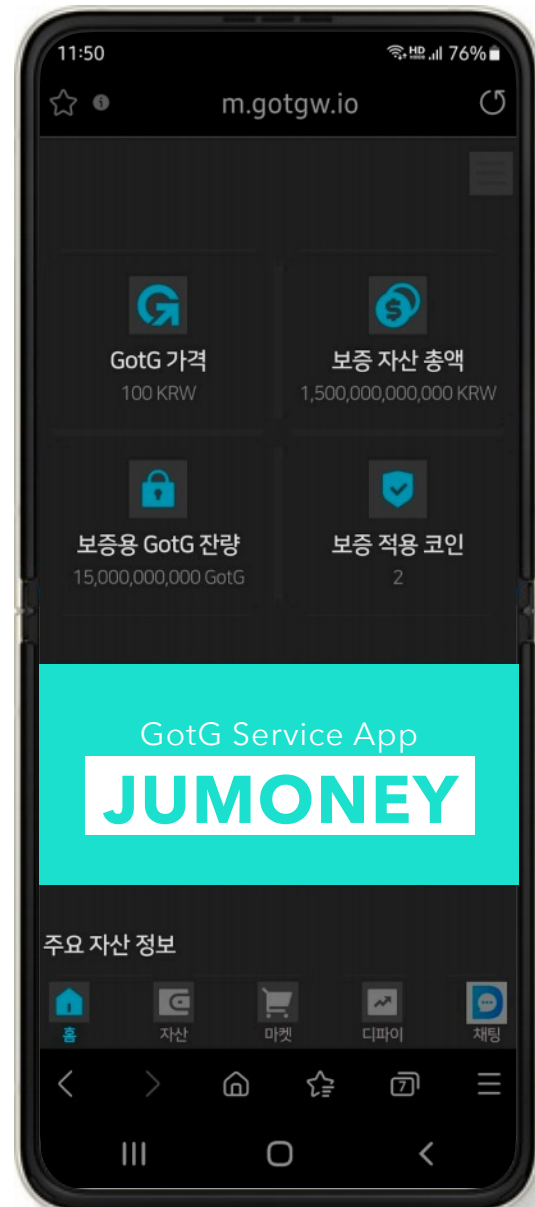 11:50
HD 76%
m.gotgw.io
GotG 가격
100 KRW
보증 자산 총액
1,500,000,000,000 KRW
보증용 GotG 잔량
15,000,000,000 GotG
보증 적용 코인
2
GotG Service App
JUMONEY
주요 자산 정보
홈
자산
마켓
디파이
채팅
7